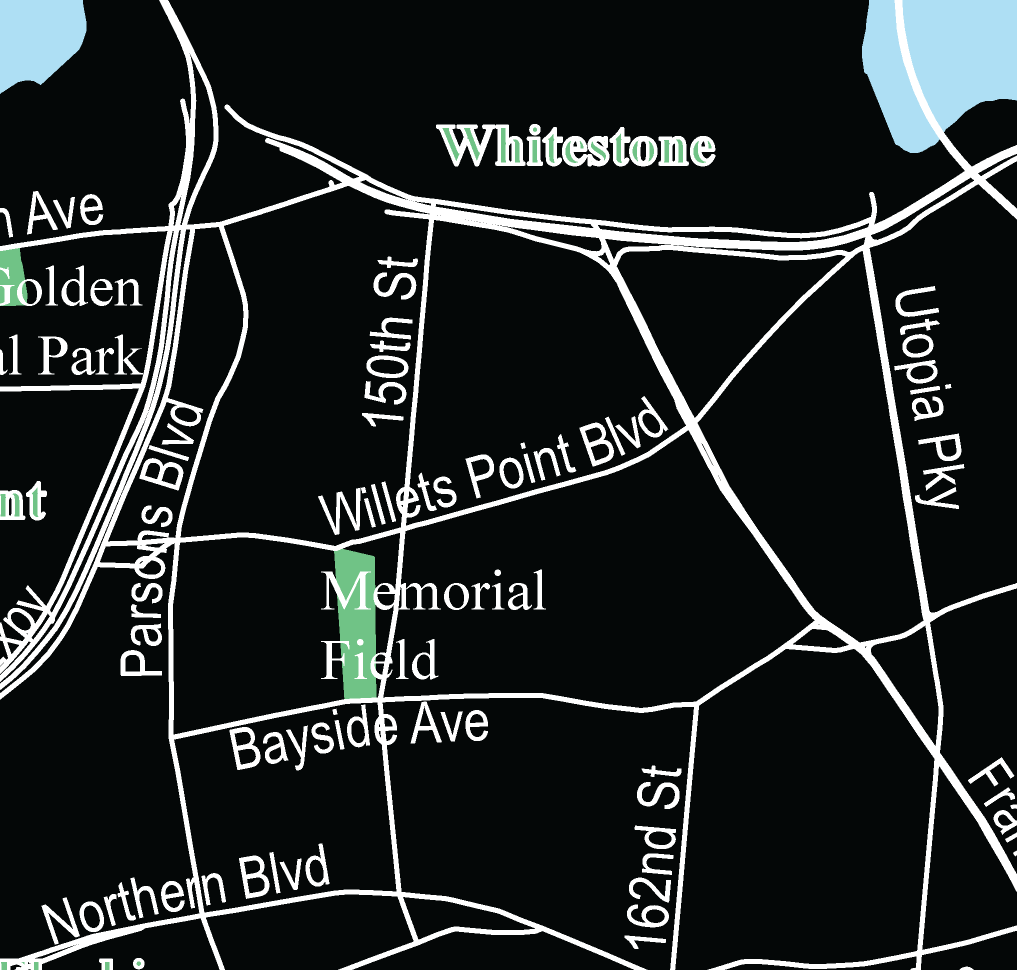 Whitestone
Ave
Golden
Park
150th St
Utopia Pky
Parsons Blvd
Willets Point Blvd
Memorial
Field
Bayside Ave
162nd St
Northern Blvd